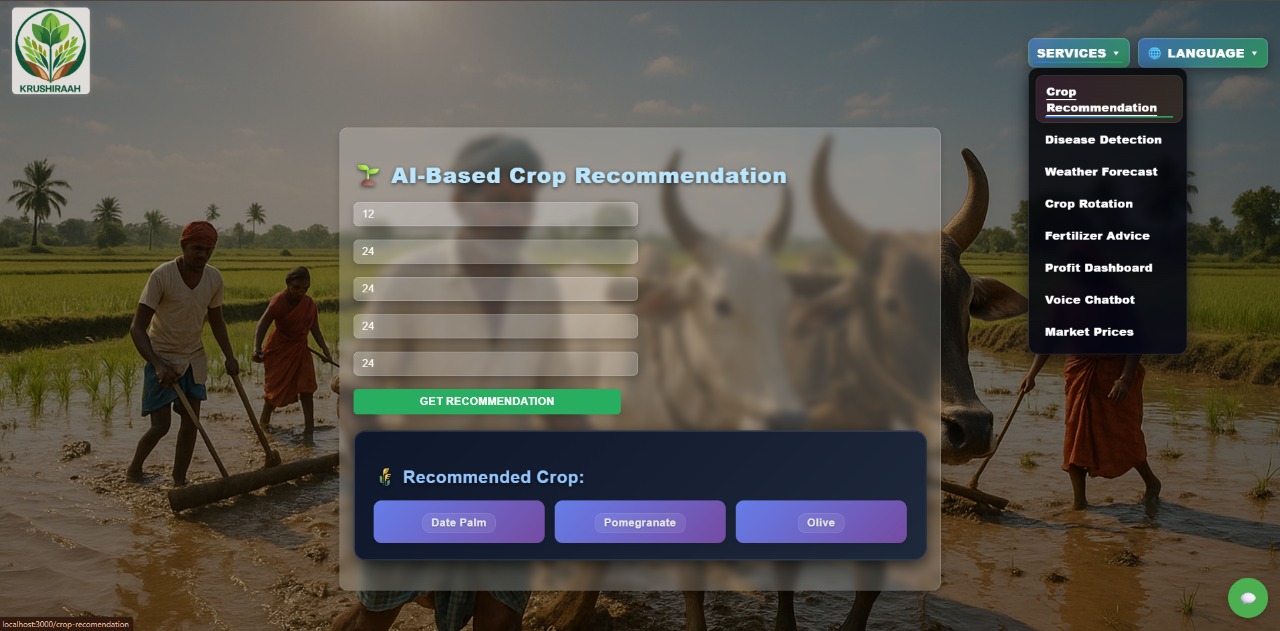 KRUSHIRAAH
SERVICES ▾
🌐 LANGUAGE ▾
Crop
Recommendation
Disease Detection
Weather Forecast
Crop Rotation
Fertilizer Advice
Profit Dashboard
Voice Chatbot
Market Prices
🌱 AI-Based Crop Recommendation
12
24
24
24
24
GET RECOMMENDATION
🌾 Recommended Crop:
Date Palm
Pomegranate
Olive
localhost:3000/crop-recomendation